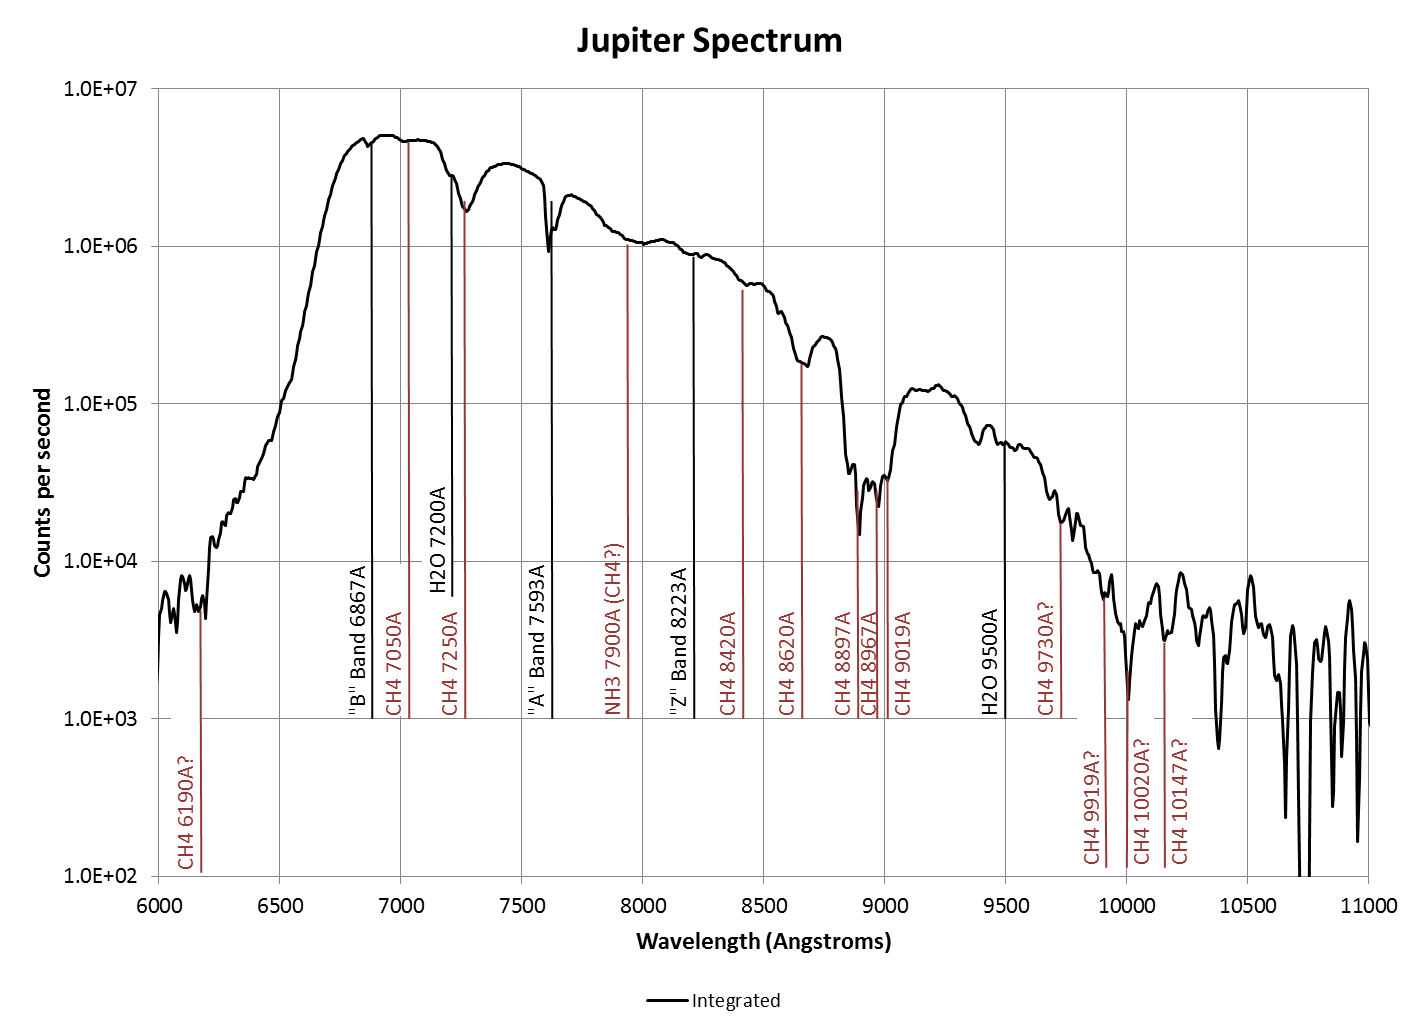 Jupiter Spectrum
Counts per second
1.0E+07
1.0E+06
1.0E+05
1.0E+04
1.0E+03
1.0E+02
CH4 6190A?
"B" Band 6867A
CH4 7050A
H2O 7200A
CH4 7250A
"A" Band 7593A
NH3 7900A (CH4?)
"Z" Band 8223A
CH4 8420A
CH4 8620A
CH4 8897A
CH4 8967A
CH4 9019A
H2O 9500A
CH4 9730A?
CH4 9919A?
CH4 10020A?
CH4 10147A?
6000 6500 7000 7500 8000 8500 9000 9500 10000 10500 11000
Wavelength (Angstroms)
Integrated